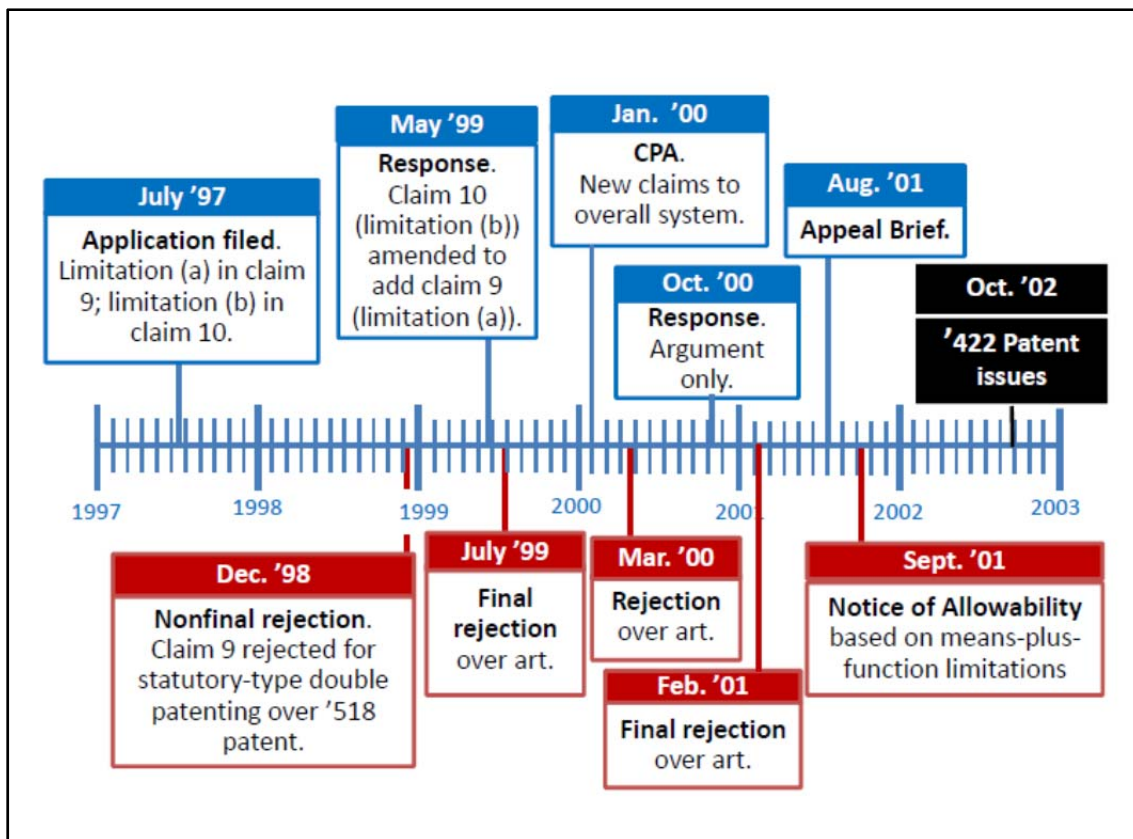 July ’97
Application filed.
Limitation (a) in claim
9; limitation (b) in
claim 10.
May ’99
Response.
Claim 10
(limitation (b))
amended to
add claim 9
(limitation (a)).
Jan. ’00
CPA.
New claims to
overall system.
Oct. ’00
Response.
Argument
only.
Aug. ’01
Appeal Brief.
Oct. ’02
’422 Patent
issues
1997
1998
1999
2000
2001
2002
2003
Dec. ’98
Nonfinal rejection.
Claim 9 rejected for
statutory-type double
patenting over ’518
patent.
July ’99
Final
rejection
over art.
Mar. ’00
Rejection
over art.
Feb. ’01
Final rejection
over art.
Sept. ’01
Notice of Allowability
based on means-plus-
function limitations